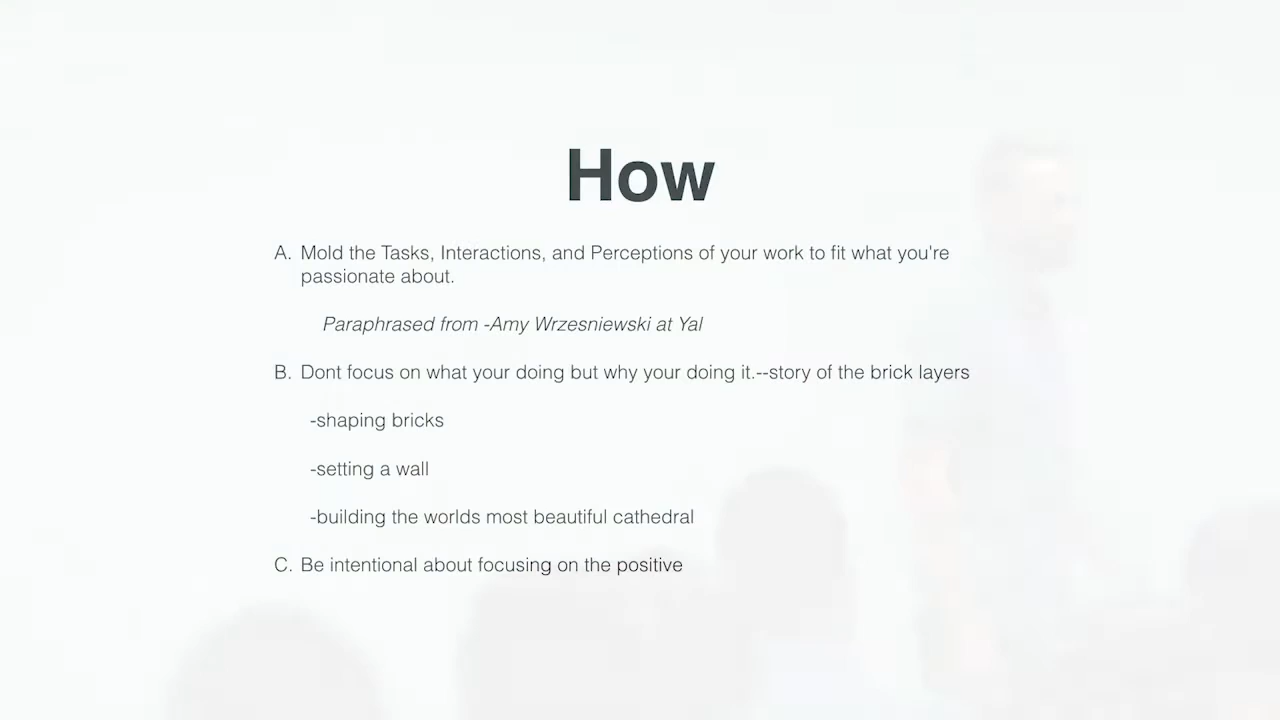 How
A. Mold the Tasks, Interactions, and Perceptions of your work to fit what you're
passionate about.
Paraphrased from -Amy Wrzesniewski at Yal
B. Dont focus on what your doing but why your doing it.--story of the brick layers
-shaping bricks
-setting a wall
-building the worlds most beautiful cathedral
C. Be intentional about focusing on the positive